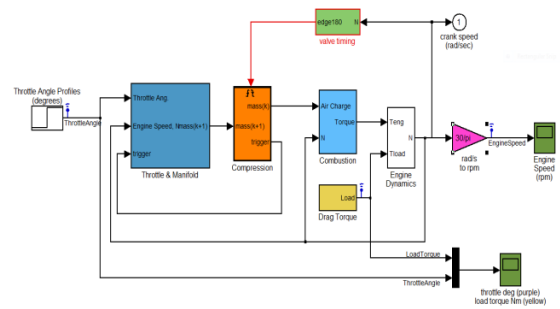 edge180 N
valve timing
1
crank speed
(rad/sec)
Throttle Angle Profiles
(degrees)
ThrottleAngle
Throttle Ang.
Engine Speed, N
mass(k+1)
trigger
Throttle & Manifold
mass(k)
mass(k+1)
trigger
Compression
Air Charge
Torque
N
Combustion
Teng
N
Tload
Engine
Dynamics
30/pi
rad/s
to rpm
EngineSpeed
Engine
Speed
(rpm)
Load
Drag Torque
LoadTorque
ThrottleAngle
throttle deg (purple)
load torque Nm (yellow)